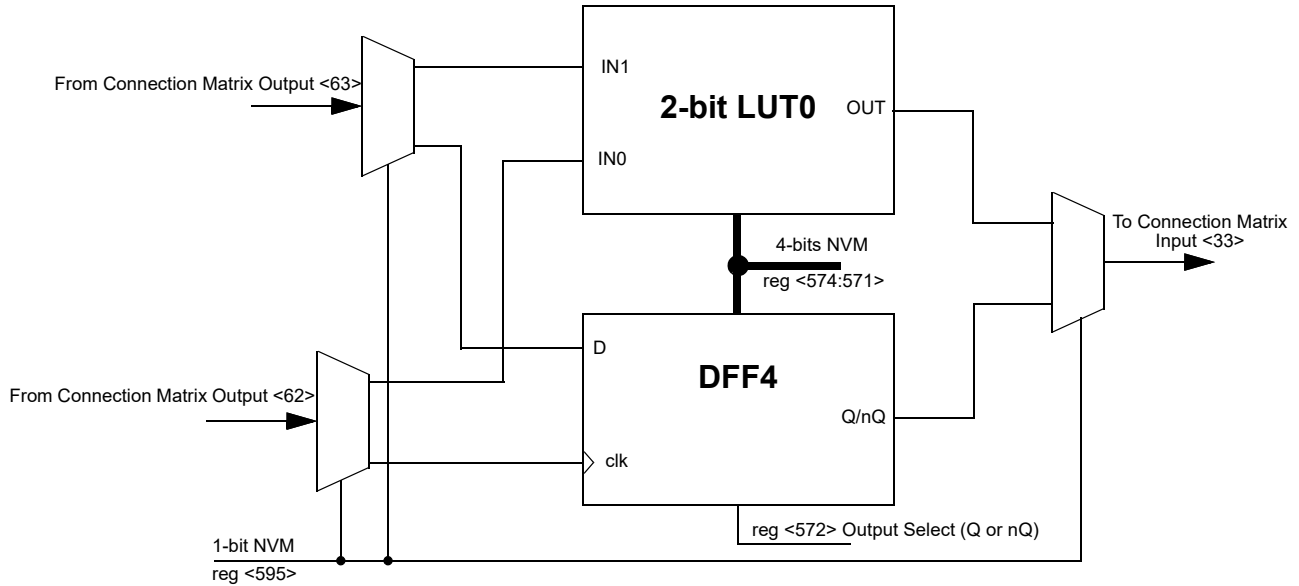 From Connection Matrix Output <63>
IN1
2-bit LUT0
OUT
IN0
To Connection Matrix
Input <33>
4-bits NVM
reg <574:571>
D
DFF4
From Connection Matrix Output <62>
Q/nQ
clk
reg <572> Output Select (Q or nQ)
1-bit NVM
reg <595>